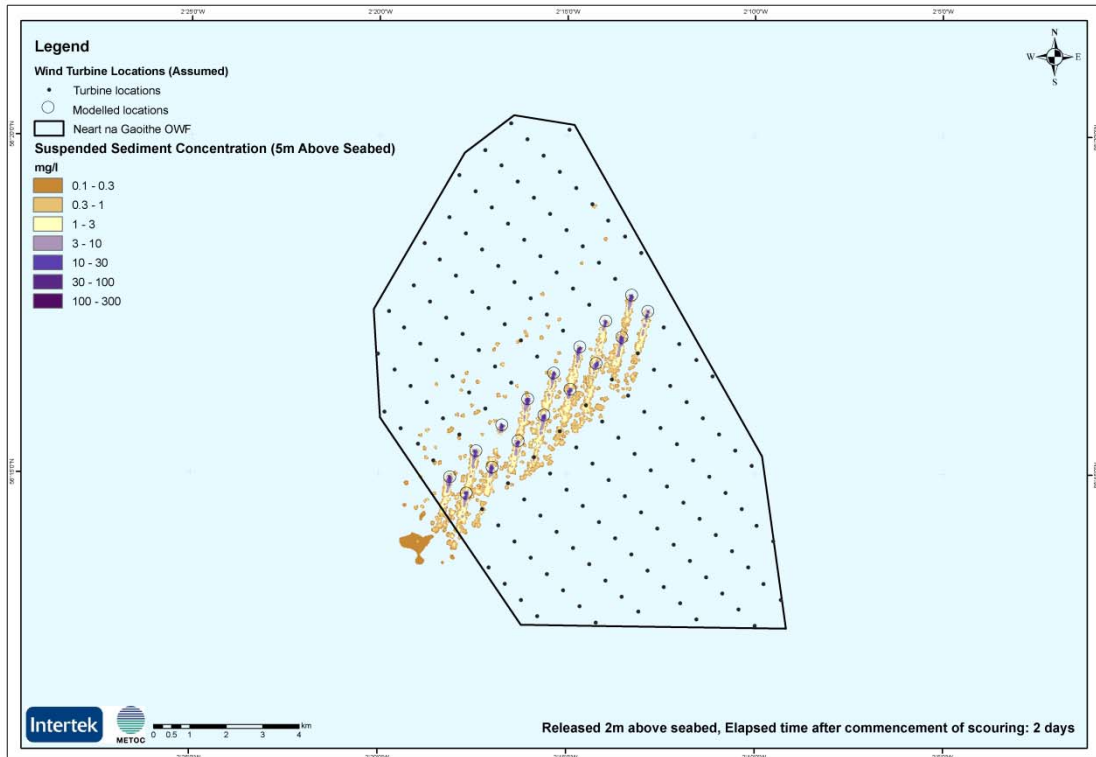 2°25'0"W 2°20'0"W 2°15'0"W 2°10'0"W 2°5'0"W
Legend
Wind Turbine Locations (Assumed)
Turbine locations
Modelled locations
Neart na Gaoithe OWF
Suspended Sediment Concentration (5m Above Seabed)
mg/l
0.1 - 0.3
0.3 - 1
1 - 3
3 - 10
10 - 30
30 - 100
100 - 300
N
W E
S
Intertek
METOC
km
0 0.5 1 2 3 4
Released 2m above seabed, Elapsed time after commencement of scouring: 2 days